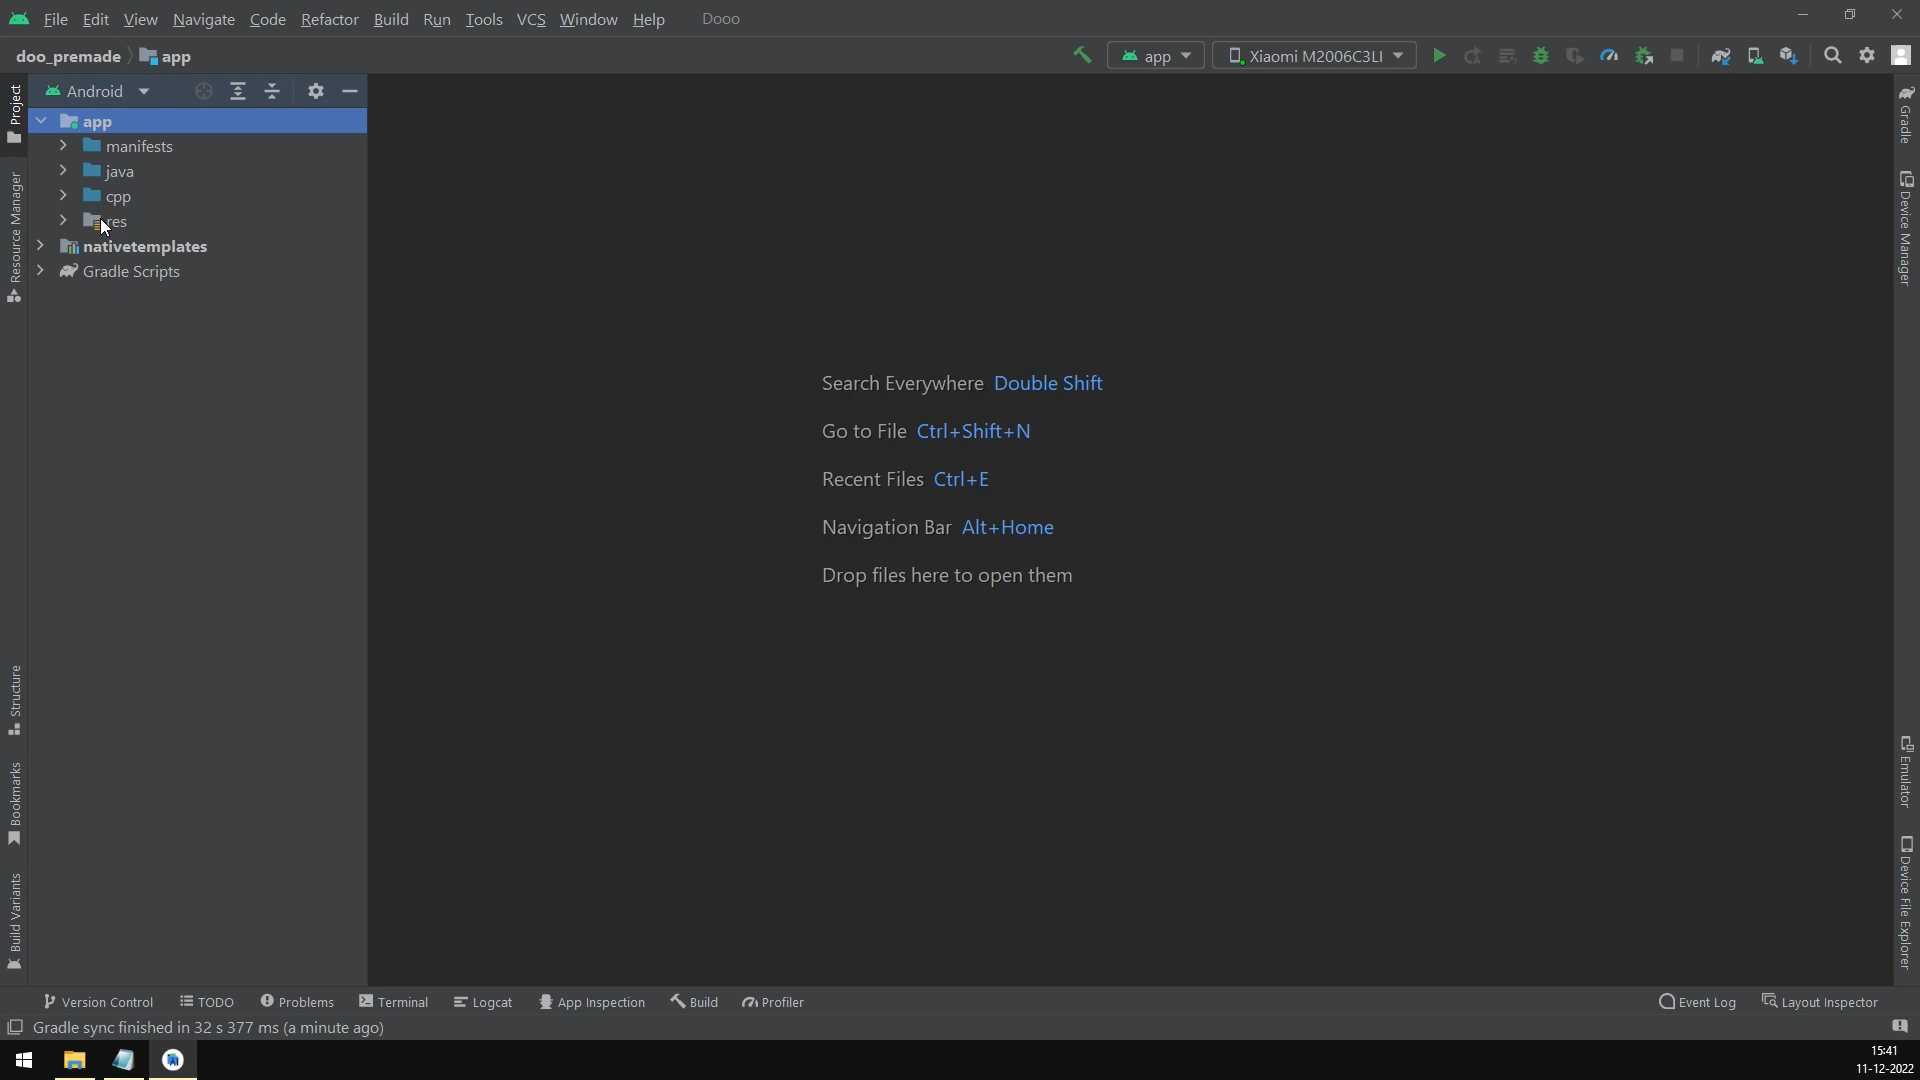 File Edit View Navigate Code Refactor Build Run Tools VCS Window Help Dooo
doo_premade app
app Xiaomi M2006C3LI
Android
app
manifests
java
cpp
res
nativetemplates
Gradle Scripts
Project
Resource Manager
Structure
Bookmarks
Build Variants
Search Everywhere Double Shift
Go to File Ctrl+Shift+N
Recent Files Ctrl+E
Navigation Bar Alt+Home
Drop files here to open them
Gradle
Device Manager
Emulator
Device File Explorer
Version Control TODO Problems Terminal Logcat App Inspection Build Profiler Event Log Layout Inspector
Gradle sync finished in 32 s 377 ms (a minute ago)
15:41
11-12-2022